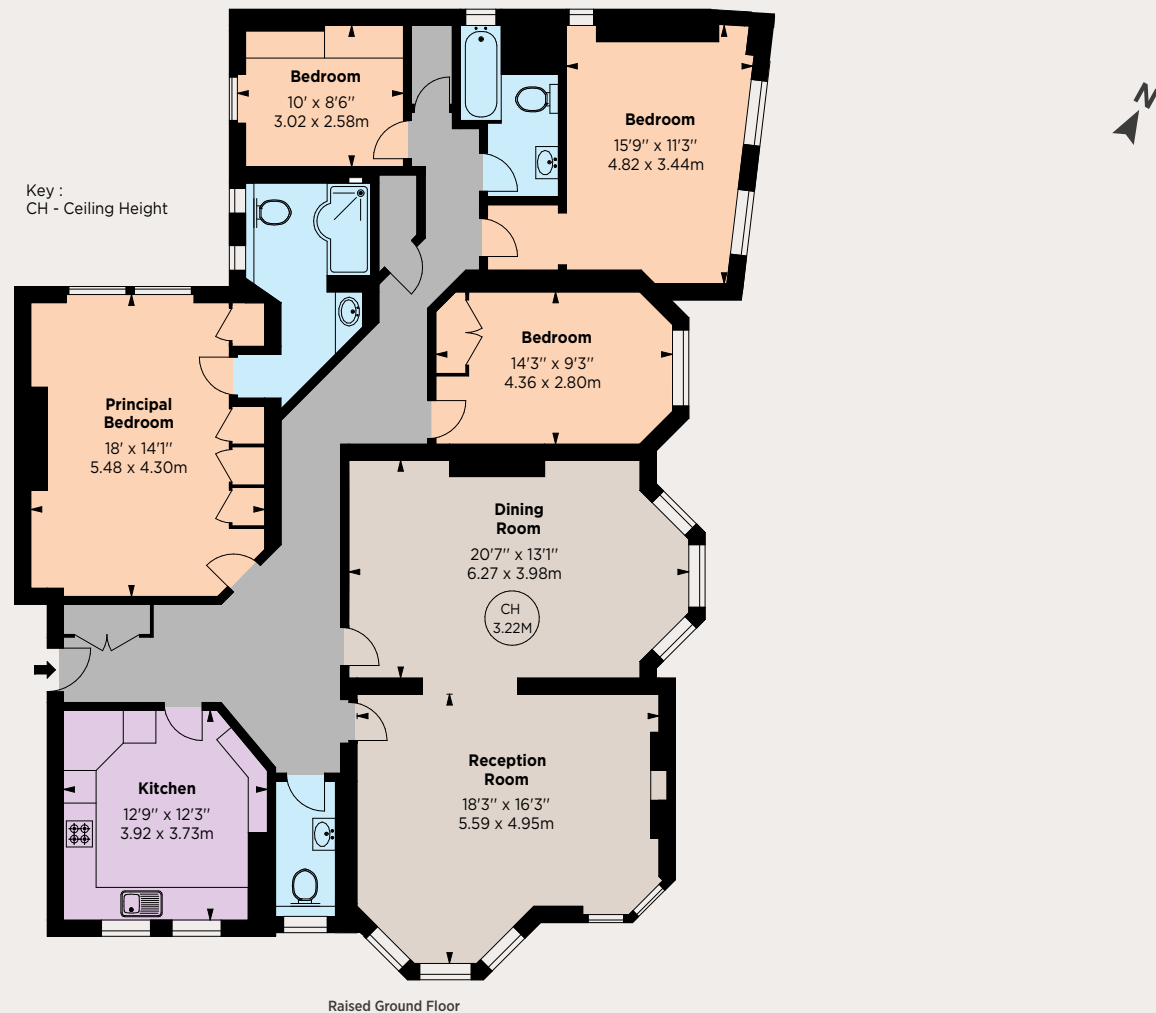 Bedroom
10' x 8'6''
3.02 x 2.58m
Bedroom
15'9'' x 11'3''
4.82 x 3.44m
N
Key :
CH - Ceiling Height
Bedroom
14'3'' x 9'3''
4.36 x 2.80m
Principal
Bedroom
18' x 14'1''
5.48 x 4.30m
Dining
Room
20'7'' x 13'1''
6.27 x 3.98m
CH
3.22M
Kitchen
12'9'' x 12'3''
3.92 x 3.73m
Reception
Room
18'3'' x 16'3''
5.59 x 4.95m
Raised Ground Floor